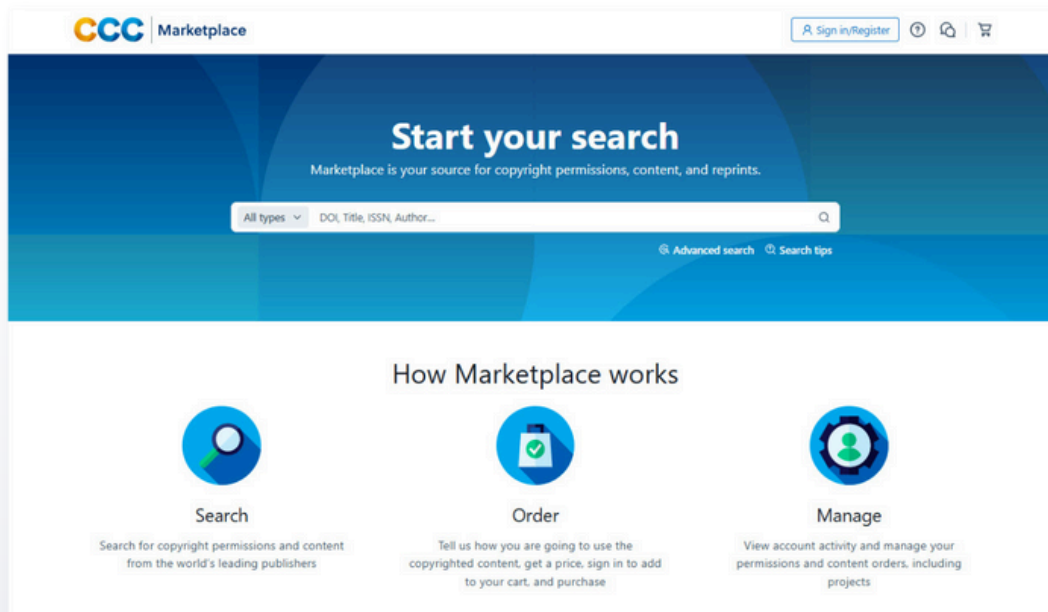 CCC Marketplace
Sign in/Register
Start your search
Marketplace is your source for copyright permissions, content, and reprints.
All types DOI, Title, ISSN, Author...
Advanced search Search tips
How Marketplace works
Search
Search for copyright permissions and content
from the world's leading publishers
Order
Tell us how you are going to use the
copyrighted content, get a price, sign in to add
to your cart, and purchase
Manage
View account activity and manage your
permissions and content orders, including
projects